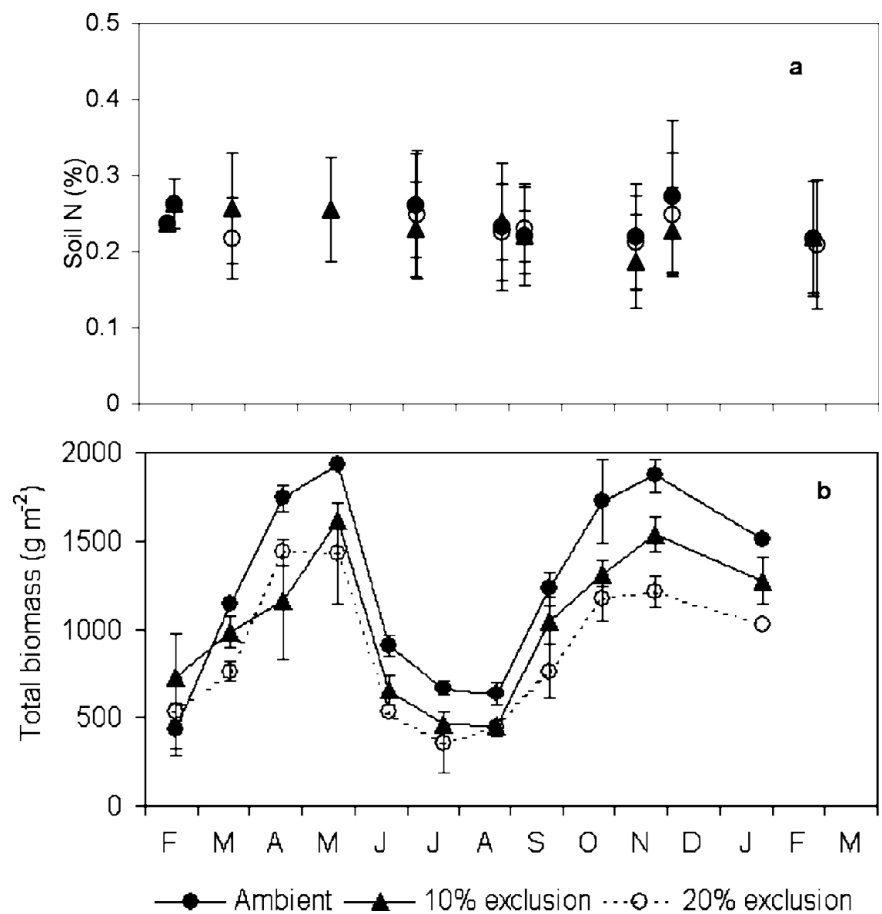 0.5
a
0.4
0.3
Soil N (%)
0.2
0.1
0
2000
b
1500
Total biomass (g m⁻²)
1000
500
0
F M A M J J A S O N D J F M
Ambient 10% exclusion 20% exclusion